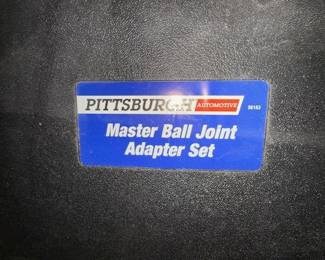 PITTSBURGH AUTOMOTIVE
Master Ball Joint
Adapter Set